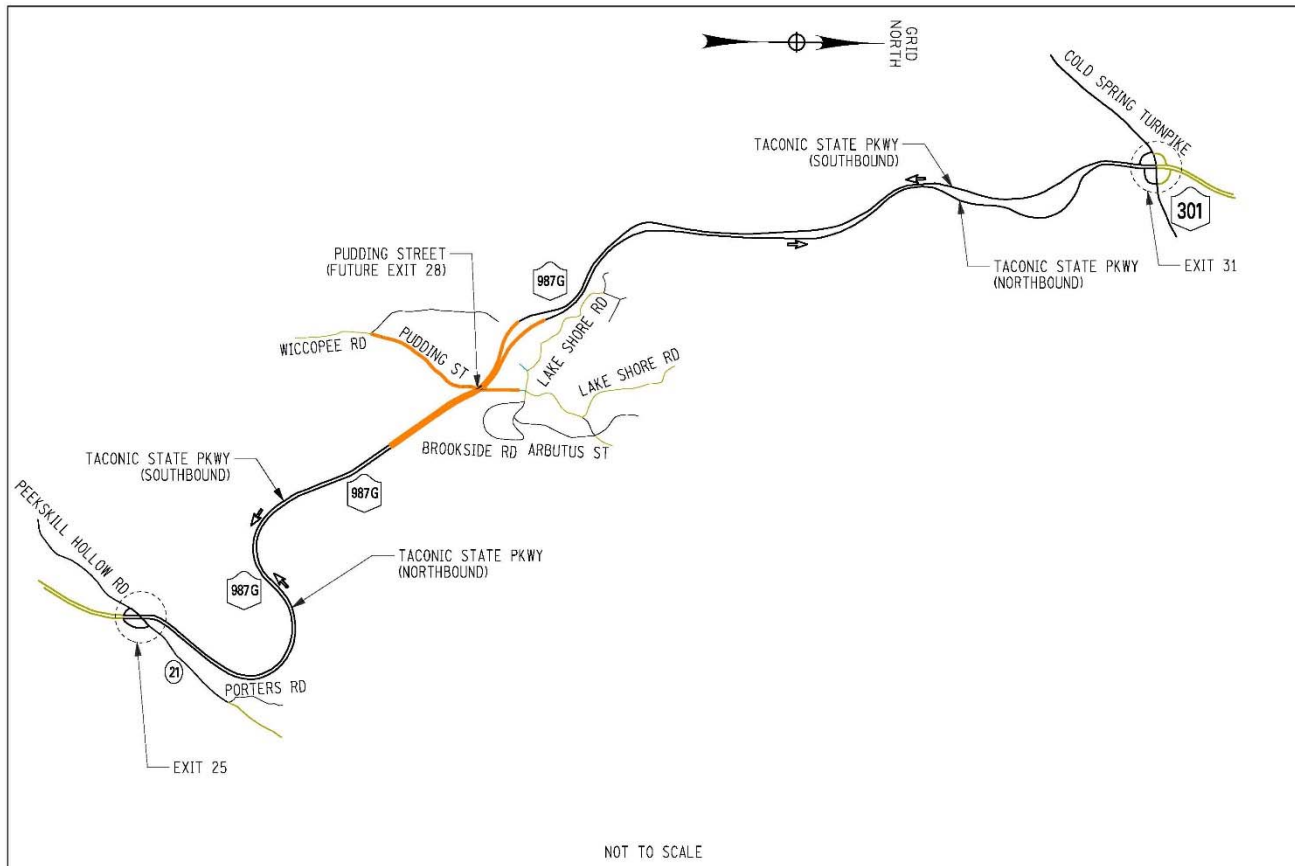 GRID
NORTH
COLD SPRING TURNPIKE
TACONIC STATE PKWY
(SOUTHBOUND)
301
PUDDING STREET
(FUTURE EXIT 28)
TACONIC STATE PKWY
(NORTHBOUND)
EXIT 31
987G
LAKE SHORE RD
WICCOPEE RD
PUDDING ST
LAKE SHORE RD
BROOKSIDE RD
ARBUTUS ST
TACONIC STATE PKWY
(SOUTHBOUND)
987G
PEEKSKILL HOLLOW RD
TACONIC STATE PKWY
(NORTHBOUND)
987G
21
PORTERS RD
EXIT 25
NOT TO SCALE